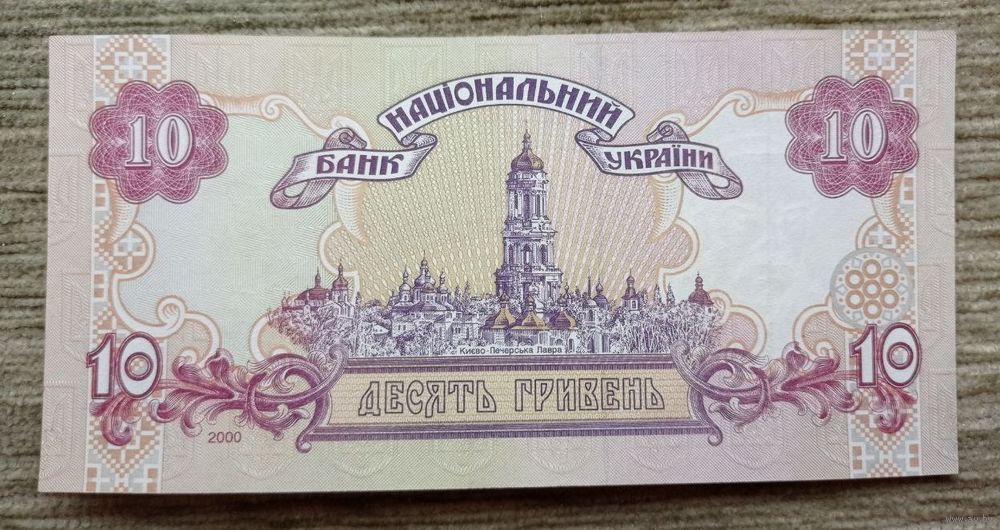 НАЦІОНАЛЬНИЙ
БАНК УКРАЇНИ
10 10
Києво-Печерська Лавра
10 10
ДЕСЯТЬ ГРИВЕНЬ
2000